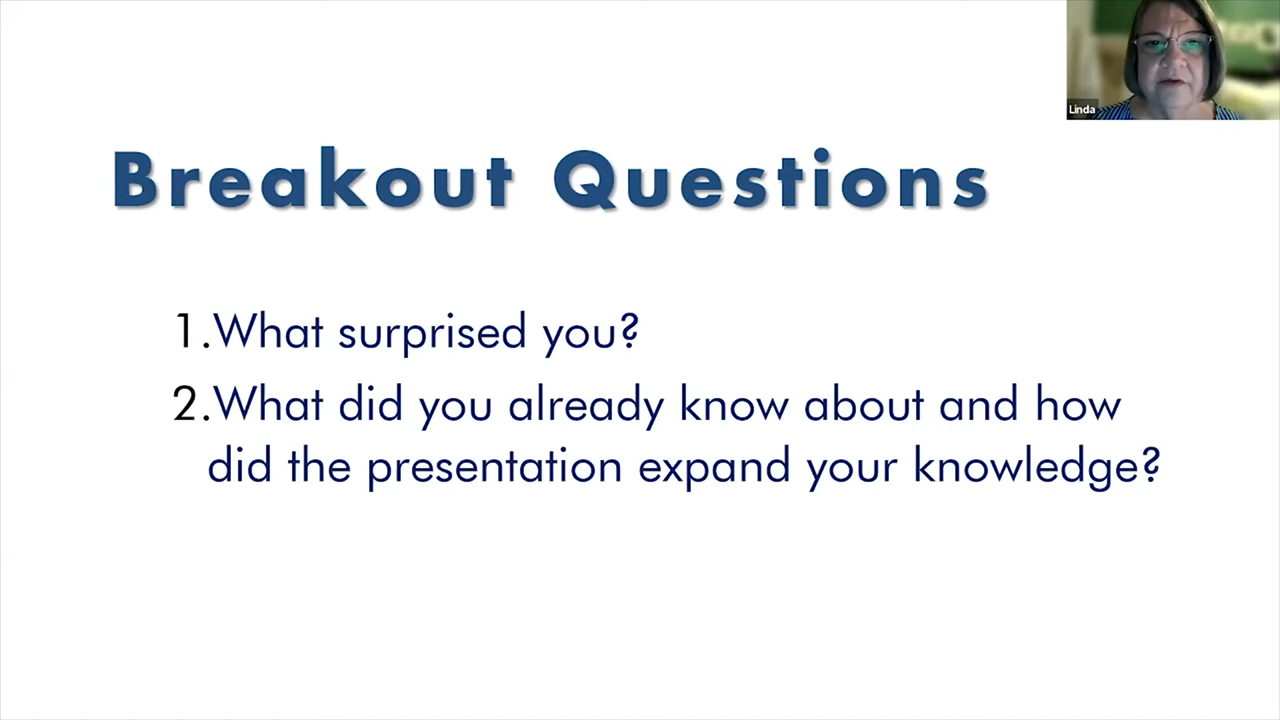 Linda
Breakout Questions
1.What surprised you?
2.What did you already know about and how
did the presentation expand your knowledge?